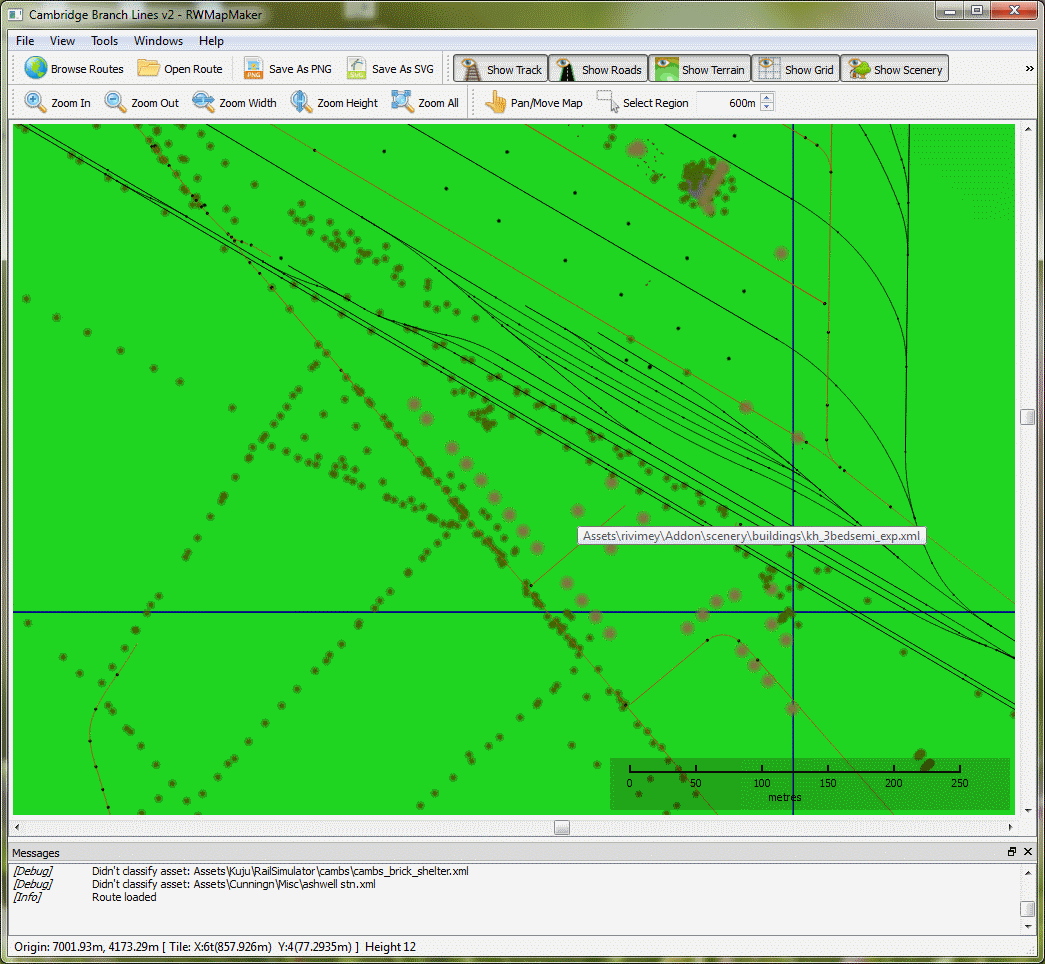 Cambridge Branch Lines v2 - RWMapMaker
File View Tools Windows Help
Browse Routes Open Route PNG Save As PNG SVG Save As SVG Show Track Show Roads Show Terrain Show Grid Show Scenery »
Zoom In Zoom Out Zoom Width Zoom Height Zoom All Pan/Move Map Select Region 600m
Assets\rivimey\Addon\scenery\buildings\kh_3bedsemi_exp.xml
0 50 100 150 200 250
metres
Messages
[Debug] Didn't classify asset: Assets\Kuju\RailSimulator\cambs\cambs_brick_shelter.xml
[Debug] Didn't classify asset: Assets\Cunningn\Misc\ashwell stn.xml
[Info] Route loaded
Origin: 7001.93m, 4173.29m [ Tile: X:6t(857.926m) Y:4(77.2935m) ] Height 12